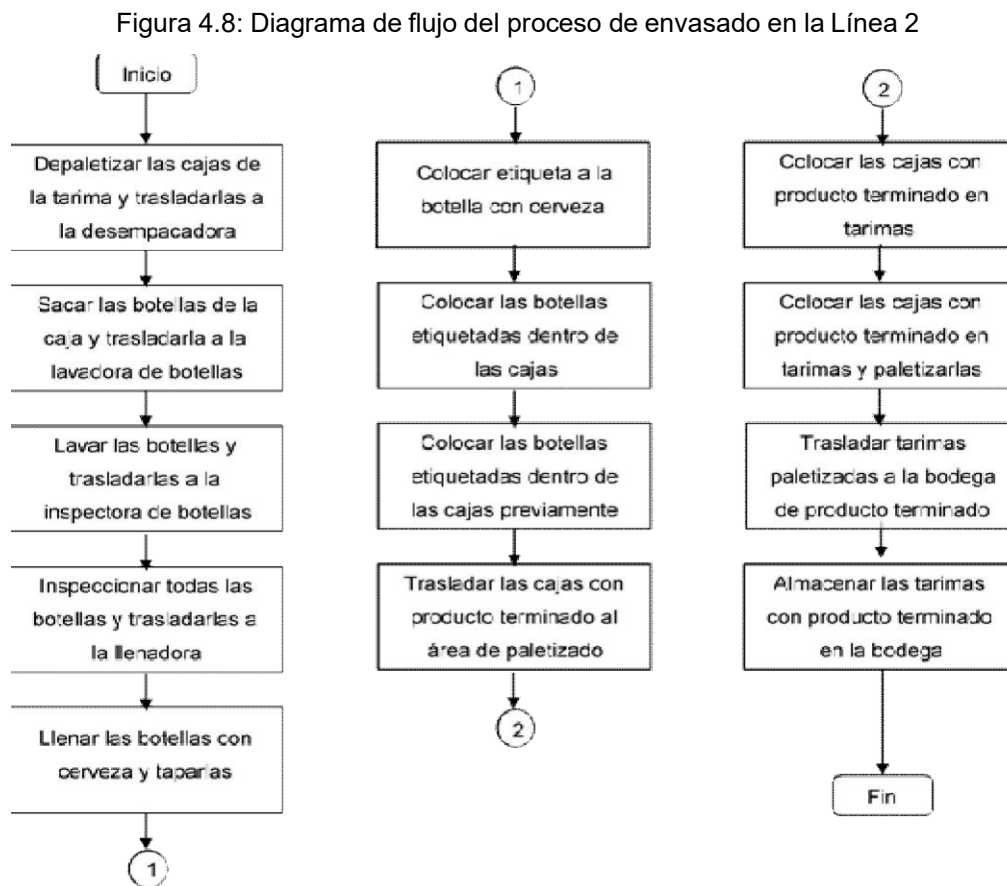 Figura 4.8: Diagrama de flujo del proceso de envasado en la Línea 2
Inicio
Depaletizar las cajas de
la tarima y trasladarlas a
la desempacadora
Sacar las botellas de la
caja y trasladarla a la
lavadora de botellas
Lavar las botellas y
trasladarlas a la
inspectora de botellas
Inspeccionar todas las
botellas y trasladarlas a
la llenadora
Llenar las botellas con
cerveza y taparlas
1
1
Colocar etiqueta a la
botella con cerveza
Colocar las botellas
etiquetadas dentro de
las cajas
Colocar las botellas
etiquetadas dentro de
las cajas previamente
Trasladar las cajas con
producto terminado al
área de paletizado
2
2
Colocar las cajas con
producto terminado en
tarimas
Colocar las cajas con
producto terminado en
tarimas y paletizarlas
Trasladar tarimas
paletizadas a la bodega
de producto terminado
Almacenar las tarimas
con producto terminado
en la bodega
Fin